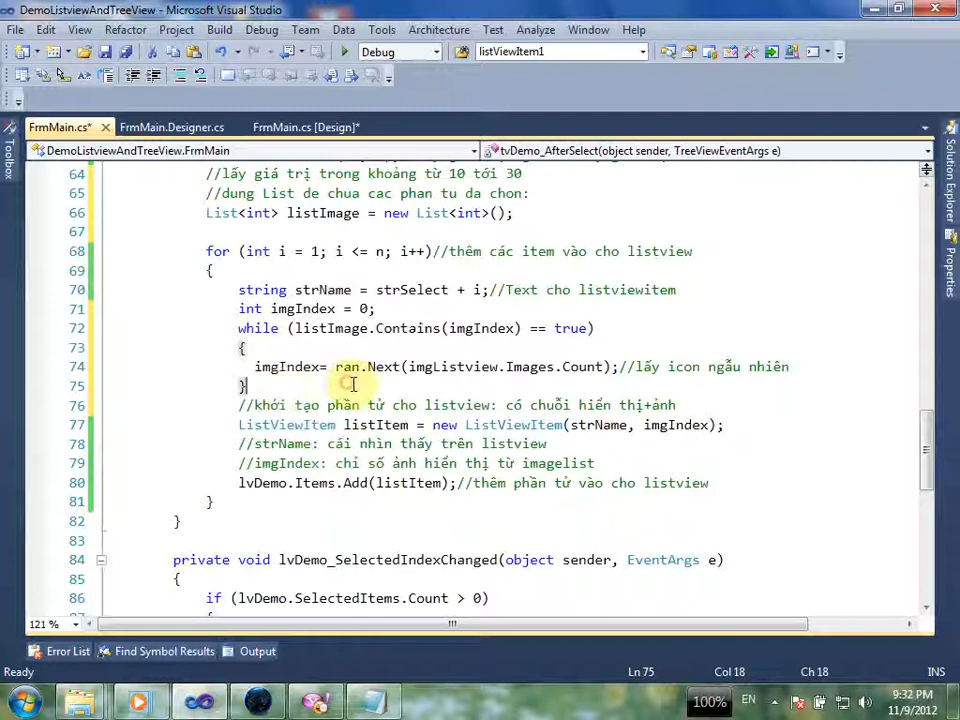 DemoListviewAndTreeView - Microsoft Visual Studio
File Edit View Refactor Project Build Debug Team Data Tools Architecture Test Analyze Window Help
Debug listViewItem1
FrmMain.cs* FrmMain.Designer.cs FrmMain.cs [Design]*
DemoListviewAndTreeView.FrmMain tvDemo_AfterSelect(object sender, TreeViewEventArgs e)
Toolbox
Solution Explorer
Properties
64 //lấy giá trị trong khoảng từ 10 tới 30
65 //dung List de chua cac phan tu da chon:
66 List<int> listImage = new List<int>();
67
68 for (int i = 1; i <= n; i++)//thêm các item vào cho listview
69 {
70 string strName = strSelect + i;//Text cho listviewitem
71 int imgIndex = 0;
72 while (listImage.Contains(imgIndex) == true)
73 {
74 imgIndex= ran.Next(imgListview.Images.Count);//lấy icon ngẫu nhiên
75 }
76 //khởi tạo phần tử cho listview: có chuỗi hiển thị+ảnh
77 ListViewItem listItem = new ListViewItem(strName, imgIndex);
78 //strName: cái nhìn thấy trên listview
79 //imgIndex: chỉ số ảnh hiển thị từ imagelist
80 lvDemo.Items.Add(listItem);//thêm phần tử vào cho listview
81 }
82 }
83
84 private void lvDemo_SelectedIndexChanged(object sender, EventArgs e)
85 {
86 if (lvDemo.SelectedItems.Count > 0)
121 %
Error List Find Symbol Results Output
Ready Ln 75 Col 18 Ch 18 INS
100% EN 9:32 PM
11/9/2012